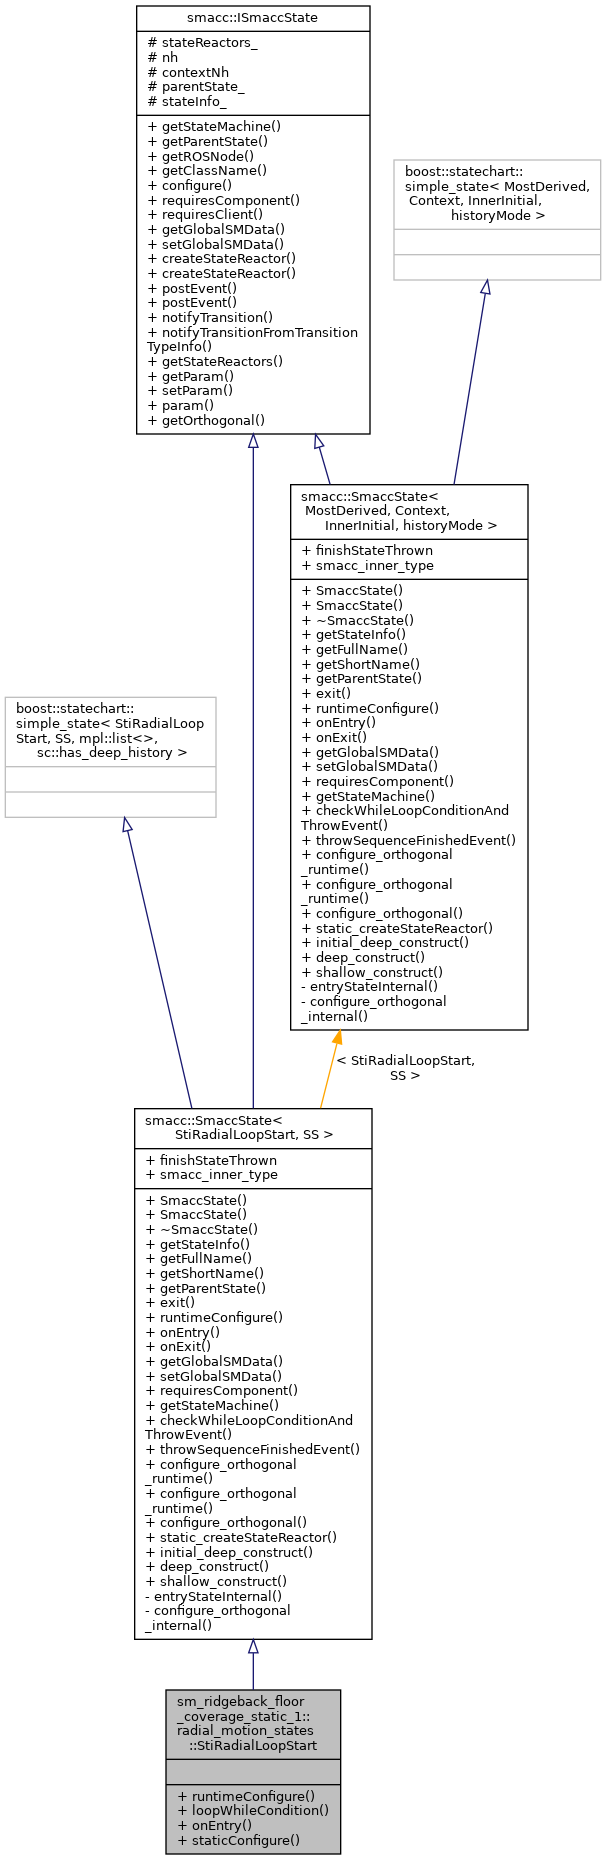 smacc::ISmaccState
# stateReactors_
# nh
# contextNh
# parentState_
# stateInfo_
+ getStateMachine()
+ getParentState()
+ getROSNode()
+ getClassName()
+ configure()
+ requiresComponent()
+ requiresClient()
+ getGlobalSMData()
+ setGlobalSMData()
+ createStateReactor()
+ createStateReactor()
+ postEvent()
+ postEvent()
+ notifyTransition()
+ notifyTransitionFromTransition
TypeInfo()
+ getStateReactors()
+ getParam()
+ setParam()
+ param()
+ getOrthogonal()
boost::statechart::
simple_state< MostDerived,
Context, InnerInitial,
historyMode >
smacc::SmaccState<
MostDerived, Context,
InnerInitial, historyMode >
+ finishStateThrown
+ smacc_inner_type
+ SmaccState()
+ SmaccState()
+ ~SmaccState()
+ getStateInfo()
+ getFullName()
+ getShortName()
+ getParentState()
+ exit()
+ runtimeConfigure()
+ onEntry()
+ onExit()
+ getGlobalSMData()
+ setGlobalSMData()
+ requiresComponent()
+ getStateMachine()
+ checkWhileLoopConditionAnd
ThrowEvent()
+ throwSequenceFinishedEvent()
+ configure_orthogonal
_runtime()
+ configure_orthogonal
_runtime()
+ configure_orthogonal()
+ static_createStateReactor()
+ initial_deep_construct()
+ deep_construct()
+ shallow_construct()
- entryStateInternal()
- configure_orthogonal
_internal()
boost::statechart::
simple_state< StiRadialLoop
Start, SS, mpl::list<>,
sc::has_deep_history >
< StiRadialLoopStart,
SS >
smacc::SmaccState<
StiRadialLoopStart, SS >
+ finishStateThrown
+ smacc_inner_type
+ SmaccState()
+ SmaccState()
+ ~SmaccState()
+ getStateInfo()
+ getFullName()
+ getShortName()
+ getParentState()
+ exit()
+ runtimeConfigure()
+ onEntry()
+ onExit()
+ getGlobalSMData()
+ setGlobalSMData()
+ requiresComponent()
+ getStateMachine()
+ checkWhileLoopConditionAnd
ThrowEvent()
+ throwSequenceFinishedEvent()
+ configure_orthogonal
_runtime()
+ configure_orthogonal
_runtime()
+ configure_orthogonal()
+ static_createStateReactor()
+ initial_deep_construct()
+ deep_construct()
+ shallow_construct()
- entryStateInternal()
- configure_orthogonal
_internal()
sm_ridgeback_floor
_coverage_static_1::
radial_motion_states
::StiRadialLoopStart
+ runtimeConfigure()
+ loopWhileCondition()
+ onEntry()
+ staticConfigure()